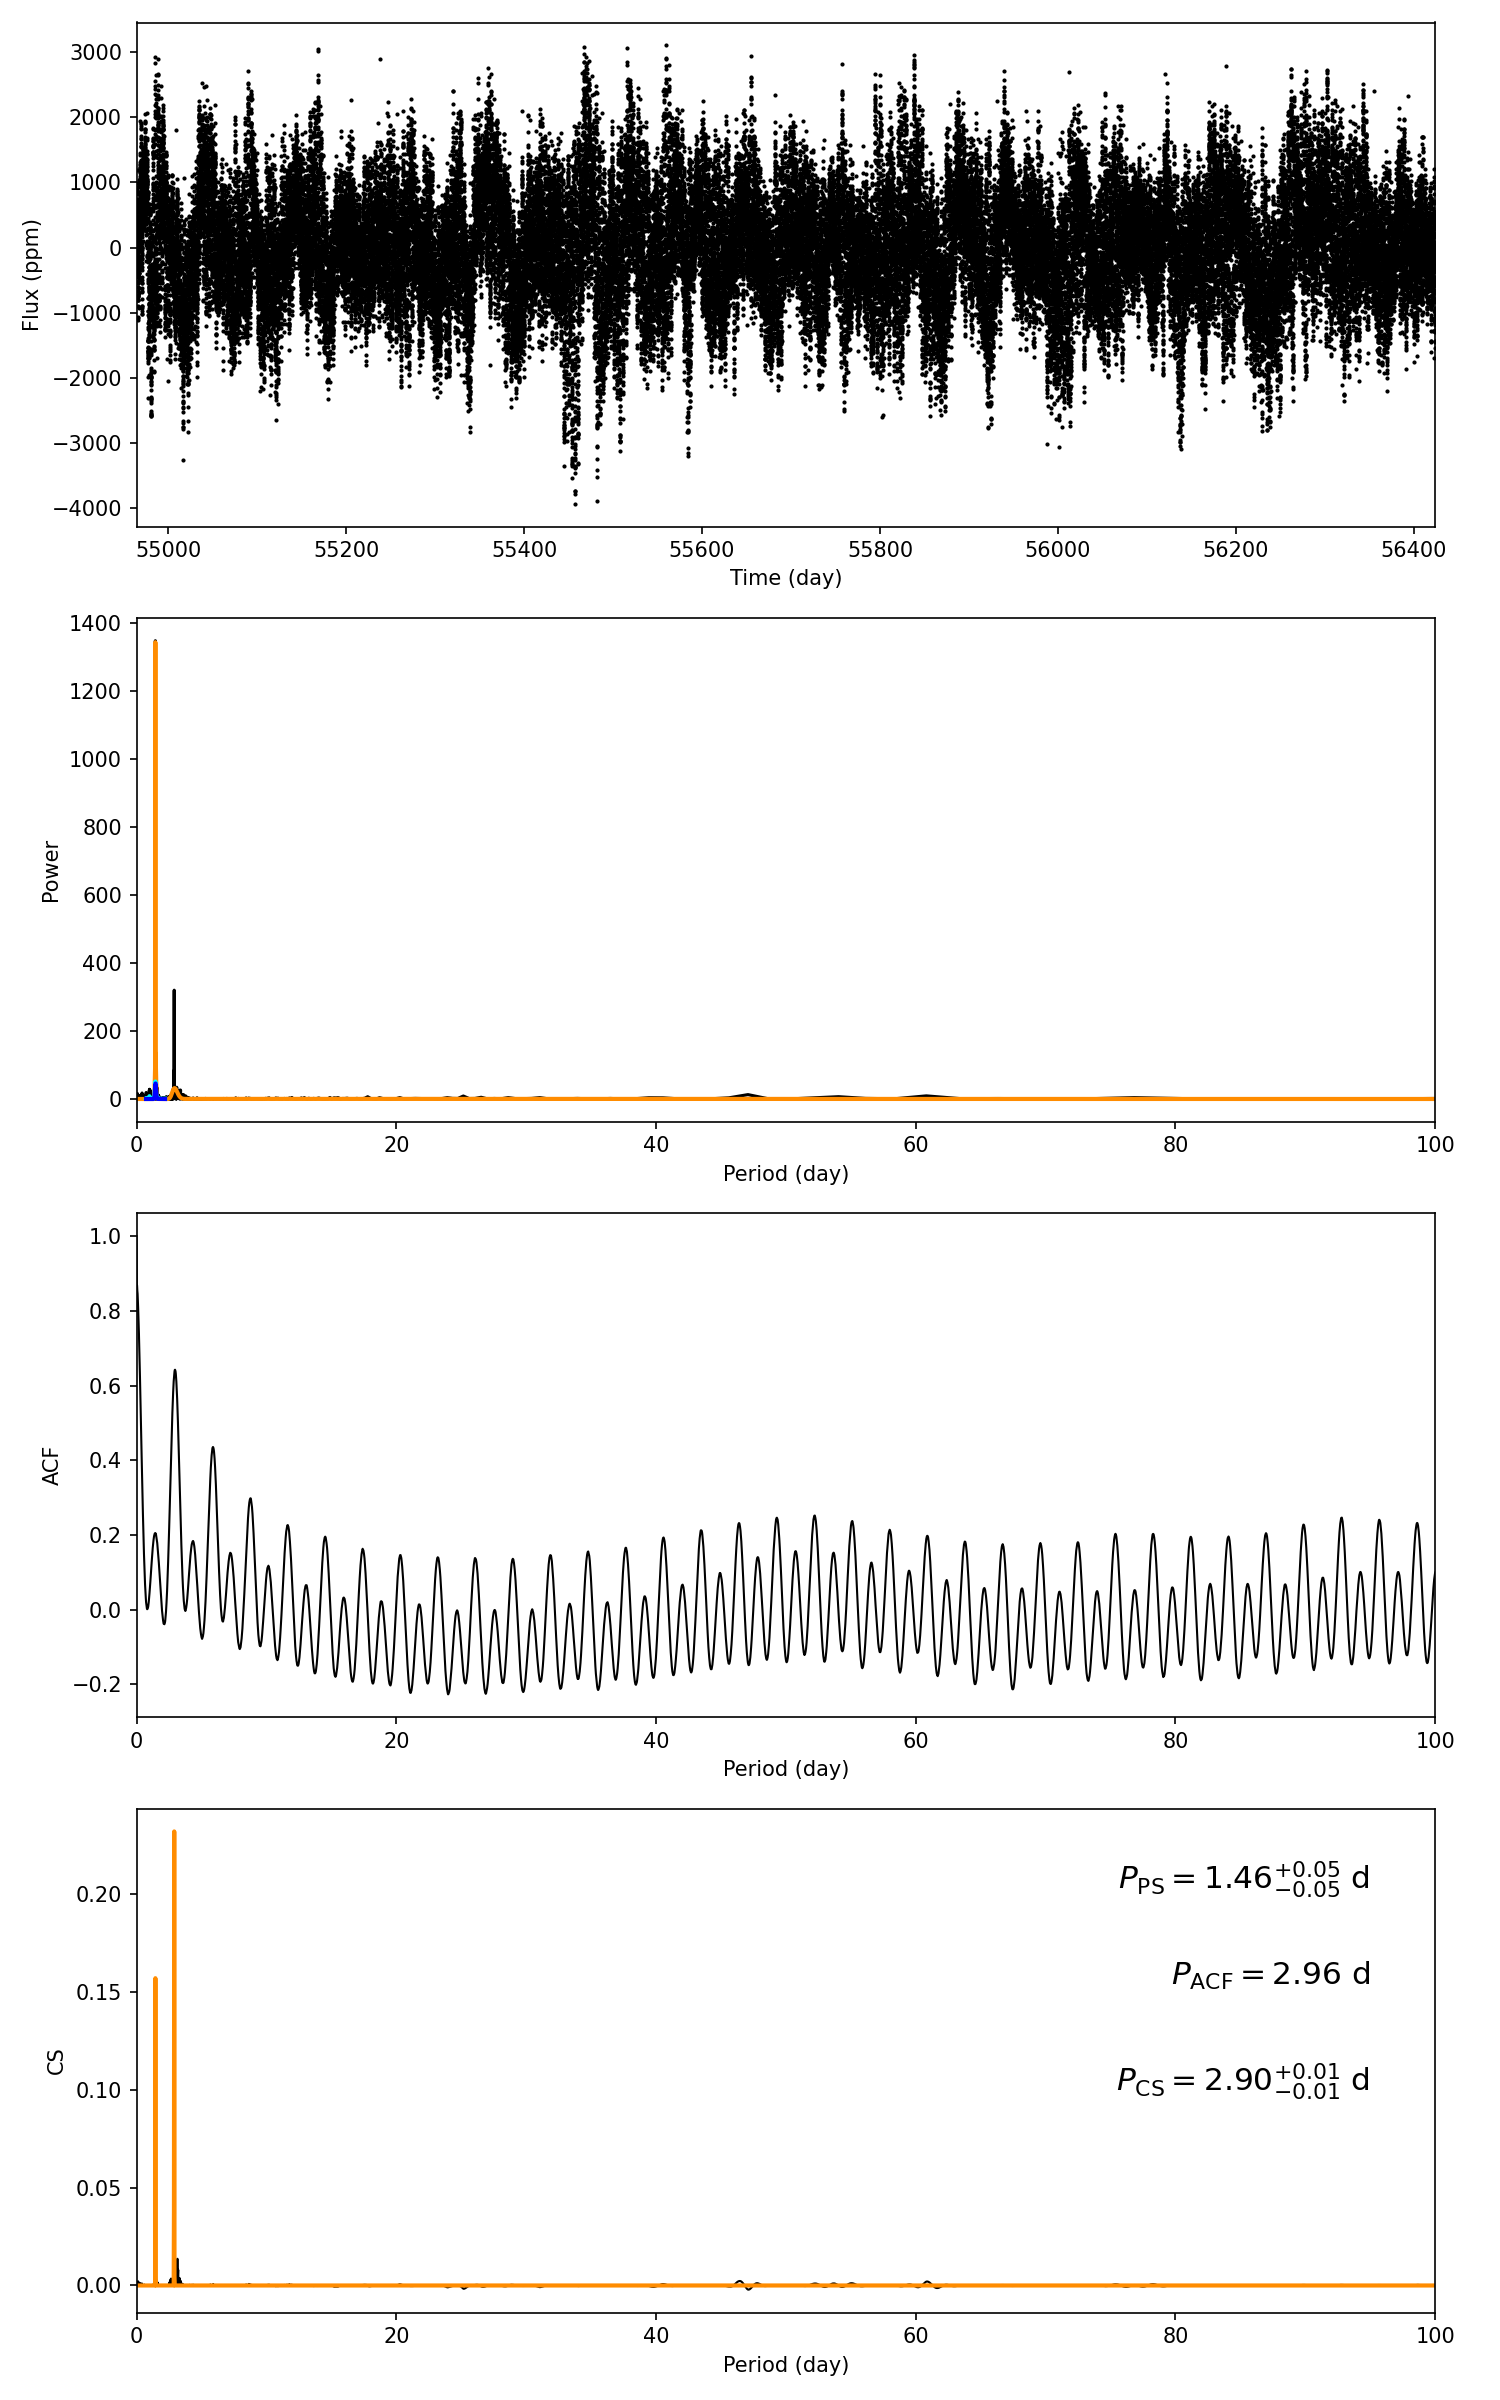 3000
2000
1000
0
−1000
−2000
−3000
−4000
Flux (ppm)
55000 55200 55400 55600 55800 56000 56200 56400
Time (day)
1400
1200
1000
800
600
400
200
0
Power
0 20 40 60 80 100
Period (day)
1.0
0.8
0.6
0.4
0.2
0.0
−0.2
ACF
0 20 40 60 80 100
Period (day)
0.20
0.15
0.10
0.05
0.00
CS
P_PS = 1.46^{+0.05}_{−0.05} d
P_ACF = 2.96 d
P_CS = 2.90^{+0.01}_{−0.01} d
0 20 40 60 80 100
Period (day)